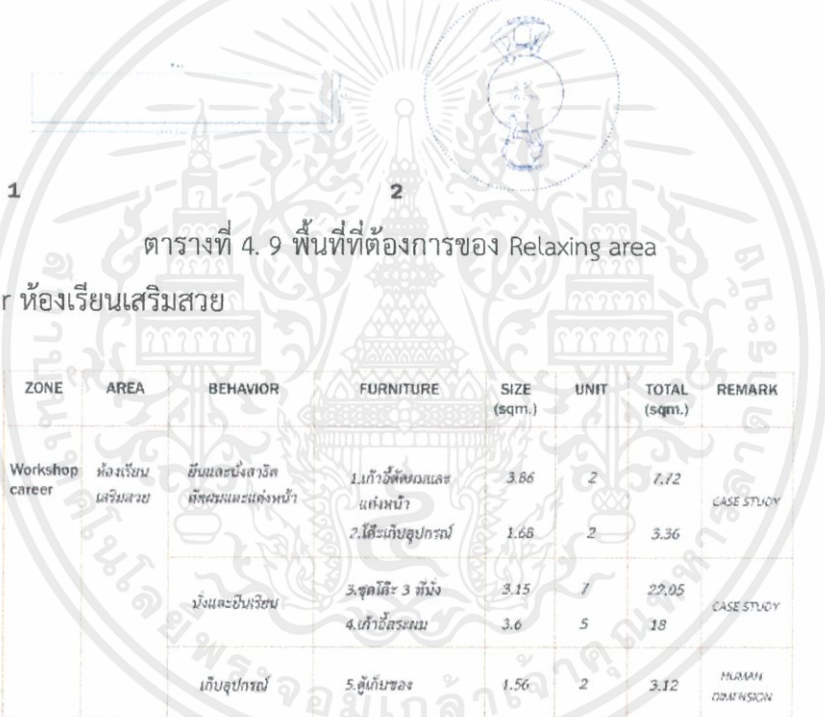 1
2
ตารางที่ 4. 9 พื้นที่ที่ต้องการของ Relaxing area
r ห้องเรียนเสริมสวย
ZONE AREA BEHAVIOR FURNITURE SIZE (sqm.) UNIT TOTAL (sqm.) REMARK
Workshop career ห้องเรียนเสริมสวย ยืนและนั่งสาธิตตัดผมและแต่งหน้า 1.เก้าอี้ตัดผมและแต่งหน้า 3.86 2 7.72 CASE STUDY
2.โต๊ะเก็บอุปกรณ์ 1.68 2 3.36
นั่งและยืนเรียน 3.ชุดโต๊ะ 3 ที่นั่ง 3.15 7 22.05 CASE STUDY
4.เก้าอี้สระผม 3.6 5 18
เก็บอุปกรณ์ 5.ตู้เก็บของ 1.56 2 3.12 HUMAN DIMENSION